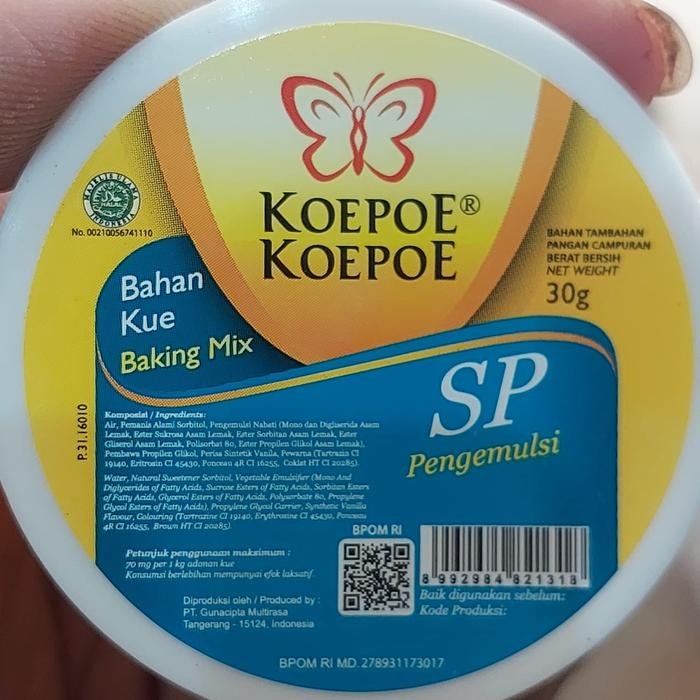 KOEPOE®
KOEPOE
MAJELIS ULAMA
HALAL
INDONESIA
No. 00210056741110
BAHAN TAMBAHAN
PANGAN CAMPURAN
BERAT BERSIH
NET WEIGHT
30g
Bahan
Kue
Baking Mix
SP
Pengemulsi
P.31.16010
Komposisi / Ingredients:
Air, Pemanis Alami Sorbitol, Pengemulsi Nabati (Mono dan Digliserida Asam
Lemak, Ester Sukrosa Asam Lemak, Ester Sorbitan Asam Lemak, Ester
Gliserol Asam Lemak, Polisorbat 80, Ester Propilen Glikol Asam Lemak),
Pembawa Propilen Glikol, Perisa Sintetik Vanila, Pewarna (Tartrazin CI
19140, Eritrosin CI 45430, Ponceau 4R CI 16255, Coklat HT CI 20285).
Water, Natural Sweetener Sorbitol, Vegetable Emulsifier (Mono And
Diglycerides of Fatty Acids, Sucrose Esters of Fatty Acids, Sorbitan Esters
of Fatty Acids, Glycerol Esters of Fatty Acids, Polysorbate 80, Propylene
Glycol Esters of Fatty Acids), Propylene Glycol Carrier, Synthetic Vanilla
Flavour, Colouring (Tartrazine CI 19140, Erythrosine CI 45430, Ponceau
4R CI 16255, Brown HT CI 20285).
Petunjuk penggunaan maksimum :
70 mg per 1 kg adonan kue
Konsumsi berlebihan mempunyai efek laksatif.
Diproduksi oleh / Produced by :
PT. Gunacipta Multirasa
Tangerang - 15124, Indonesia
BPOM RI
8 992984 821318
Baik digunakan sebelum:
Kode Produksi:
BPOM RI MD. 278931173017